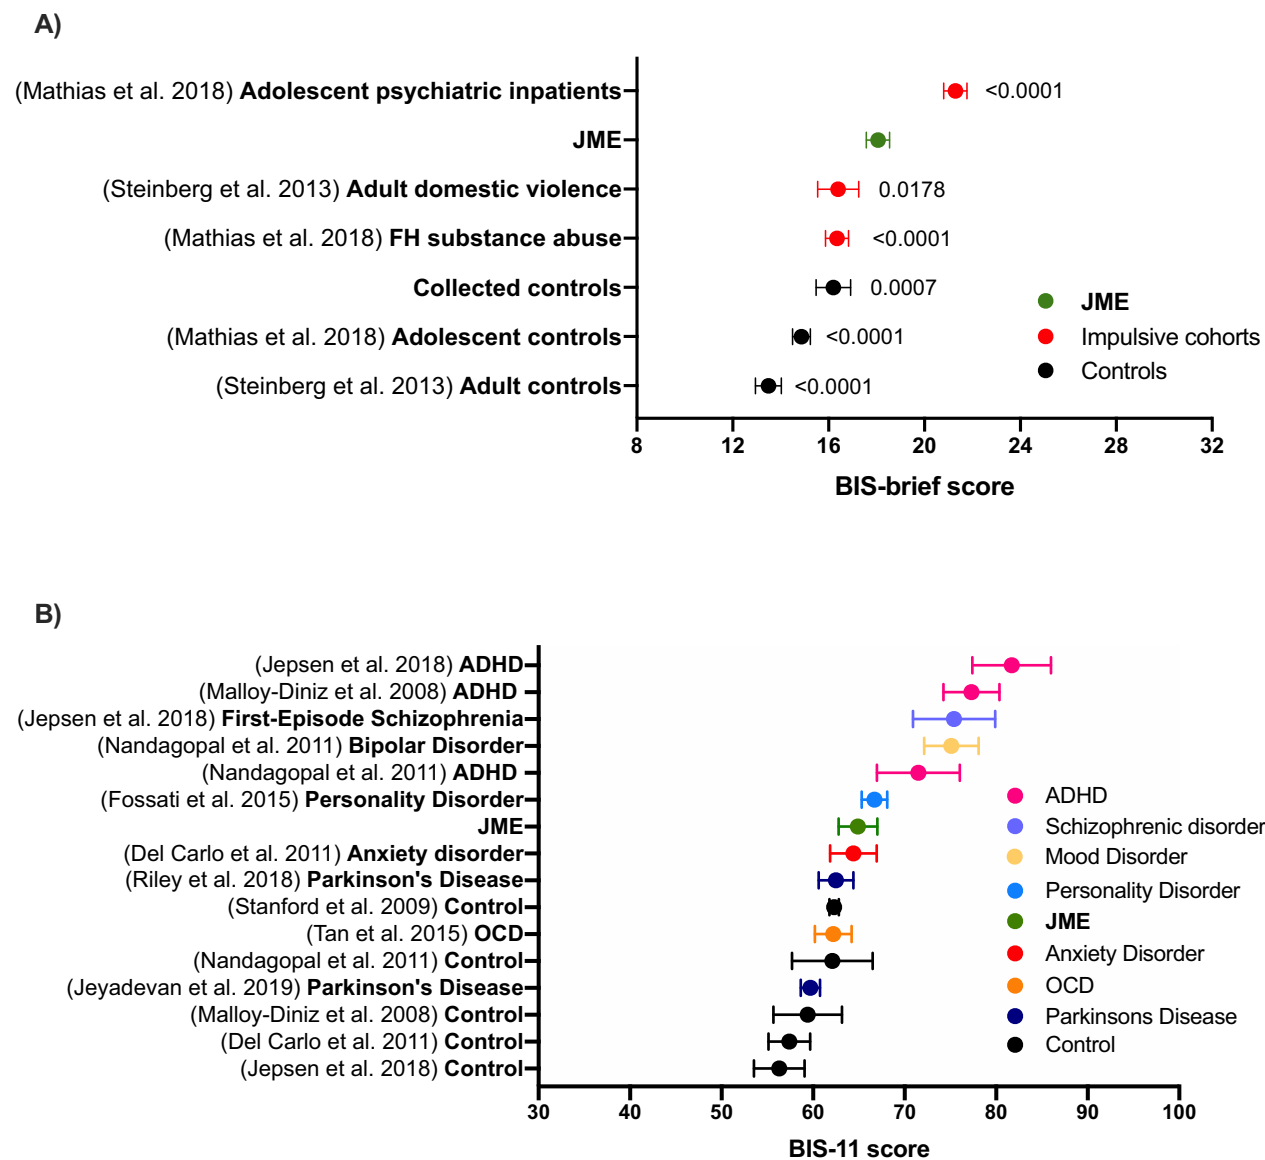 A)
(Mathias et al. 2018) Adolescent psychiatric inpatients
<0.0001
JME
(Steinberg et al. 2013) Adult domestic violence
0.0178
(Mathias et al. 2018) FH substance abuse
<0.0001
Collected controls
0.0007
(Mathias et al. 2018) Adolescent controls
<0.0001
(Steinberg et al. 2013) Adult controls
<0.0001
JME
Impulsive cohorts
Controls
8 12 16 20 24 28 32
BIS-brief score
B)
(Jepsen et al. 2018) ADHD
(Malloy-Diniz et al. 2008) ADHD
(Jepsen et al. 2018) First-Episode Schizophrenia
(Nandagopal et al. 2011) Bipolar Disorder
(Nandagopal et al. 2011) ADHD
(Fossati et al. 2015) Personality Disorder
JME
(Del Carlo et al. 2011) Anxiety disorder
(Riley et al. 2018) Parkinson's Disease
(Stanford et al. 2009) Control
(Tan et al. 2015) OCD
(Nandagopal et al. 2011) Control
(Jeyadevan et al. 2019) Parkinson's Disease
(Malloy-Diniz et al. 2008) Control
(Del Carlo et al. 2011) Control
(Jepsen et al. 2018) Control
ADHD
Schizophrenic disorder
Mood Disorder
Personality Disorder
JME
Anxiety Disorder
OCD
Parkinsons Disease
Control
30 40 50 60 70 80 90 100
BIS-11 score